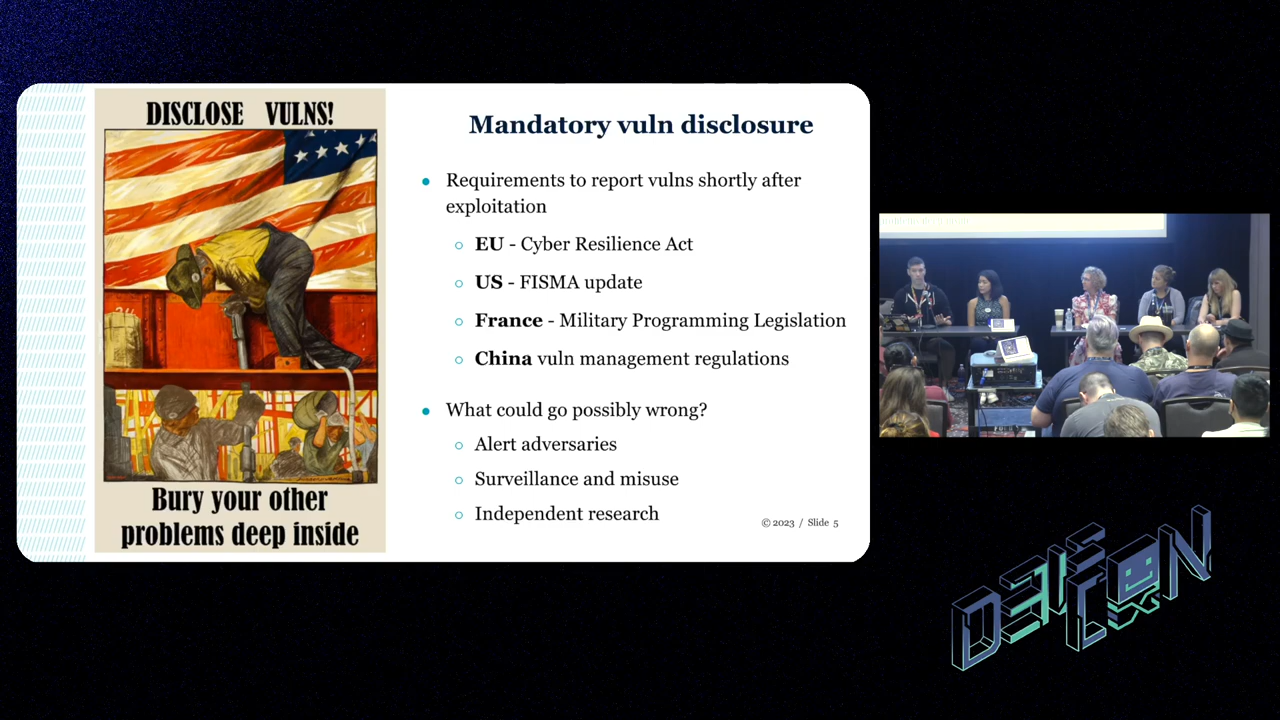 DISCLOSE VULNS!
Bury your other
problems deep inside
Mandatory vuln disclosure
● Requirements to report vulns shortly after
exploitation
○ EU - Cyber Resilience Act
○ US - FISMA update
○ France - Military Programming Legislation
○ China vuln management regulations
● What could go possibly wrong?
○ Alert adversaries
○ Surveillance and misuse
○ Independent research
© 2023 / Slide 5
DEFCON